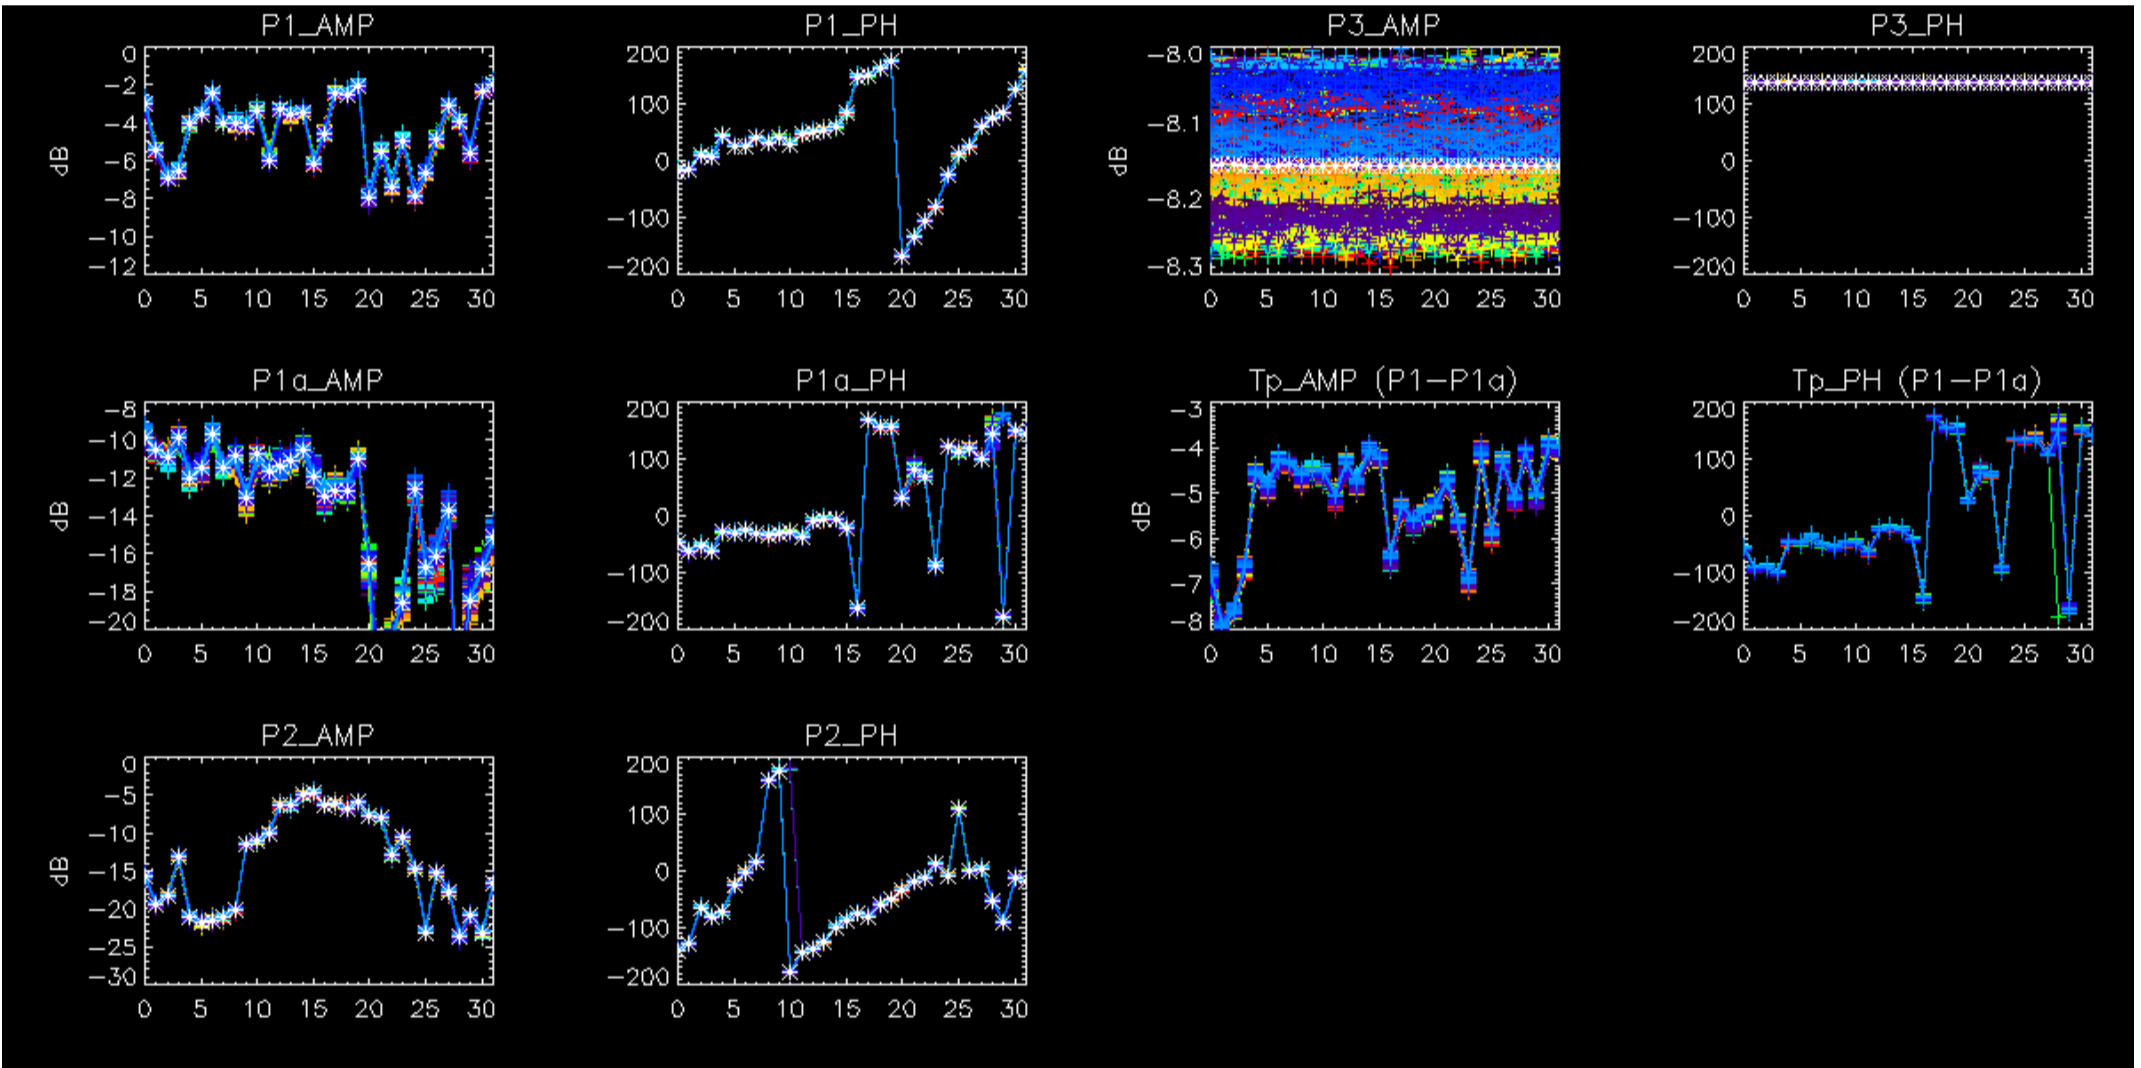 P1_AMP
P1_PH
P3_AMP
P3_PH
0
-2
-4
-6
-8
-10
-12
dB
0 5 10 15 20 25 30
200
100
0
-100
-200
0 5 10 15 20 25 30
-8.0
-8.1
-8.2
-8.3
dB
0 5 10 15 20 25 30
200
100
0
-100
-200
0 5 10 15 20 25 30
P1a_AMP
P1a_PH
Tp_AMP (P1-P1a)
Tp_PH (P1-P1a)
-8
-10
-12
-14
-16
-18
-20
dB
0 5 10 15 20 25 30
200
100
0
-100
-200
0 5 10 15 20 25 30
-3
-4
-5
-6
-7
-8
dB
0 5 10 15 20 25 30
200
100
0
-100
-200
0 5 10 15 20 25 30
P2_AMP
P2_PH
0
-5
-10
-15
-20
-25
-30
dB
0 5 10 15 20 25 30
200
100
0
-100
-200
0 5 10 15 20 25 30